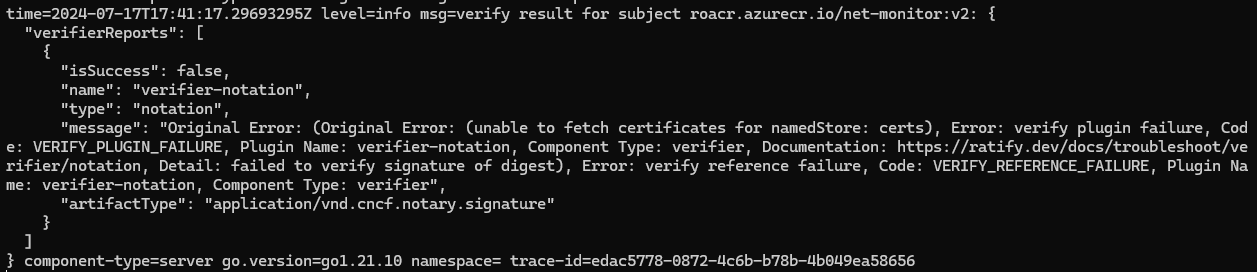 time=2024-07-17T17:41:17.29693295Z level=info msg=verify result for subject roacr.azurecr.io/net-monitor:v2: {
  "verifierReports": [
    {
      "isSuccess": false,
      "name": "verifier-notation",
      "type": "notation",
      "message": "Original Error: (Original Error: (unable to fetch certificates for namedStore: certs), Error: verify plugin failure, Cod
e: VERIFY_PLUGIN_FAILURE, Plugin Name: verifier-notation, Component Type: verifier, Documentation: https://ratify.dev/docs/troubleshoot/ve
rifier/notation, Detail: failed to verify signature of digest), Error: verify reference failure, Code: VERIFY_REFERENCE_FAILURE, Plugin Na
me: verifier-notation, Component Type: verifier",
      "artifactType": "application/vnd.cncf.notary.signature"
    }
  ]
} component-type=server go.version=go1.21.10 namespace= trace-id=edac5778-0872-4c6b-b78b-4b049ea58656